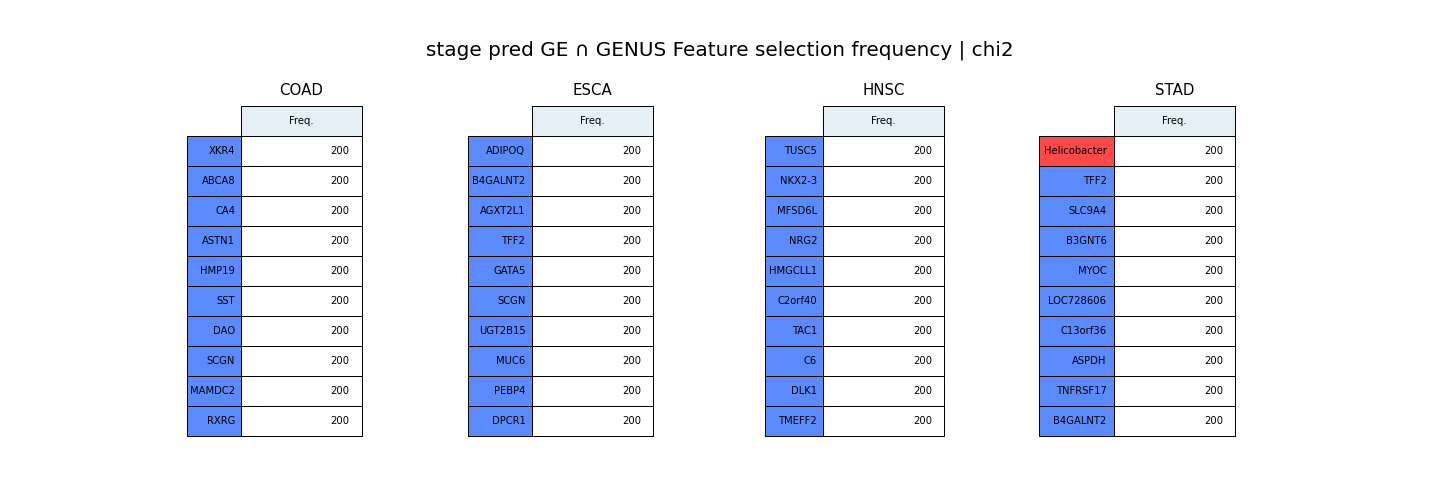 stage pred GE ∩ GENUS Feature selection frequency | chi2
COAD
Freq.
XKR4 200
ABCA8 200
CA4 200
ASTN1 200
HMP19 200
SST 200
DAO 200
SCGN 200
MAMDC2 200
RXRG 200
ESCA
Freq.
ADIPOQ 200
B4GALNT2 200
AGXT2L1 200
TFF2 200
GATA5 200
SCGN 200
UGT2B15 200
MUC6 200
PEBP4 200
DPCR1 200
HNSC
Freq.
TUSC5 200
NKX2-3 200
MFSD6L 200
NRG2 200
HMGCLL1 200
C2orf40 200
TAC1 200
C6 200
DLK1 200
TMEFF2 200
STAD
Freq.
Helicobacter 200
TFF2 200
SLC9A4 200
B3GNT6 200
MYOC 200
LOC728606 200
C13orf36 200
ASPDH 200
TNFRSF17 200
B4GALNT2 200